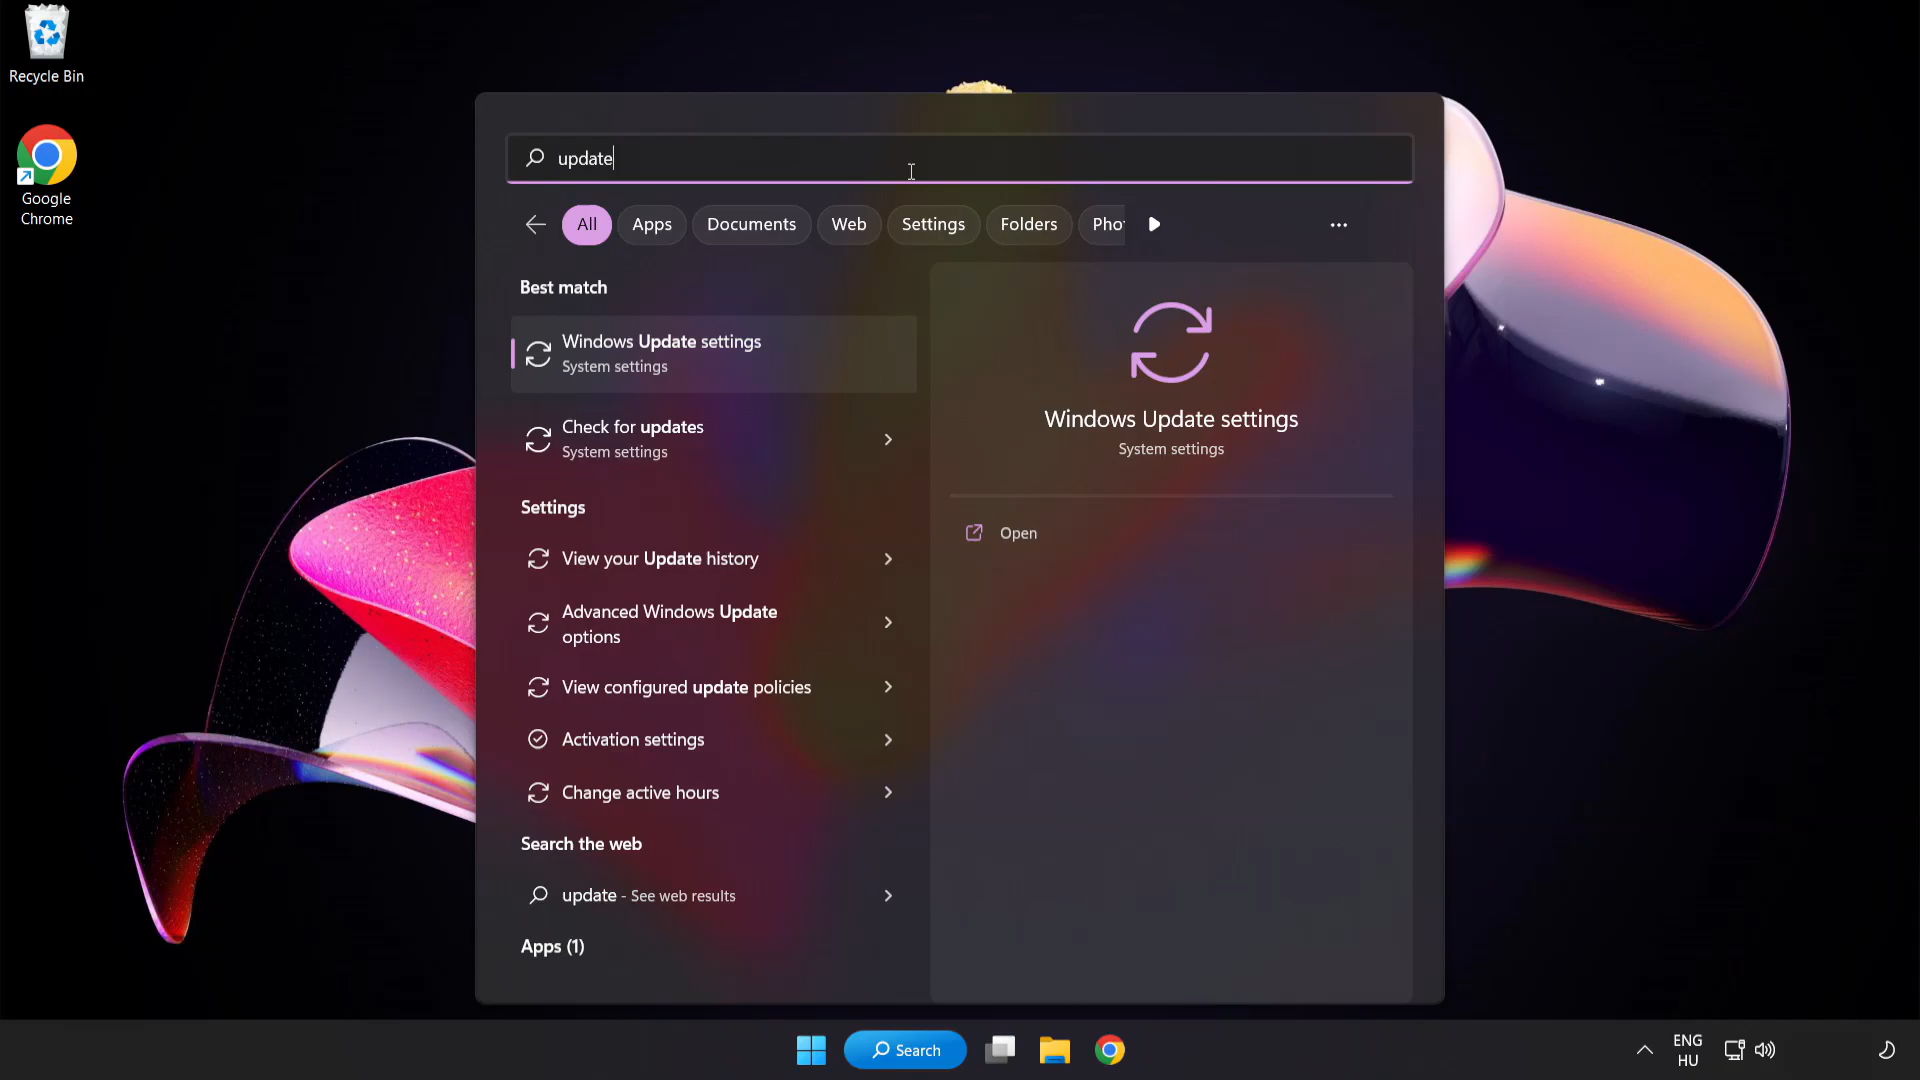 Recycle Bin
Google
Chrome
update
All
Apps
Documents
Web
Settings
Folders
Best match
Windows Update settings
System settings
Check for updates
System settings
Settings
View your Update history
Advanced Windows Update
options
View configured update policies
Activation settings
Change active hours
Search the web
update - See web results
Apps (1)
Windows Update settings
System settings
Open
Search
ENG
HU